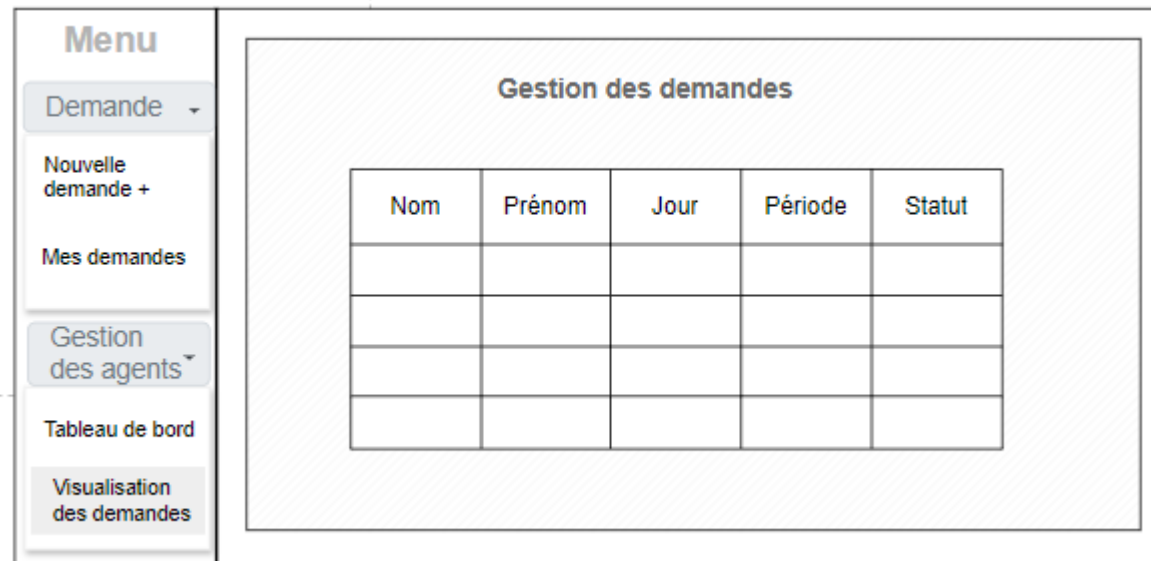 Menu
Demande
Nouvelle
demande +
Mes demandes
Gestion
des agents
Tableau de bord
Visualisation
des demandes
Gestion des demandes
Nom Prénom Jour Période Statut